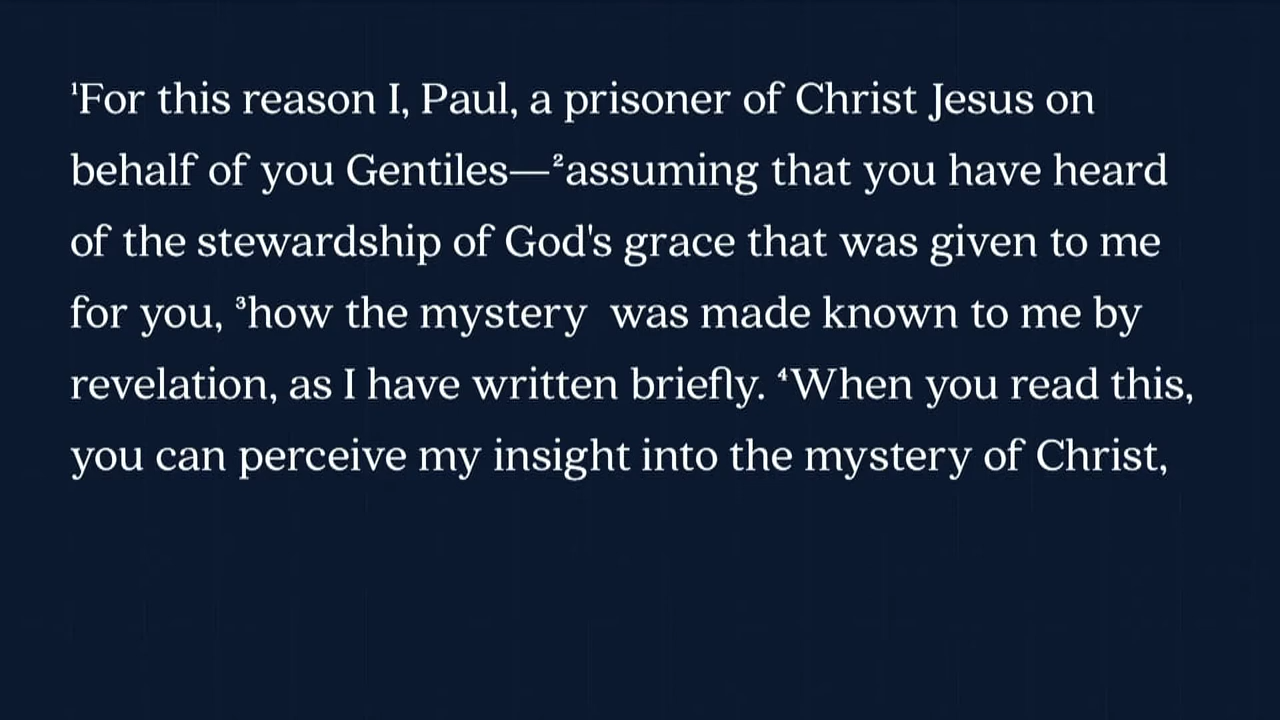 ¹For this reason I, Paul, a prisoner of Christ Jesus on
behalf of you Gentiles—²assuming that you have heard
of the stewardship of God's grace that was given to me
for you, ³how the mystery  was made known to me by
revelation, as I have written briefly. ⁴When you read this,
you can perceive my insight into the mystery of Christ,